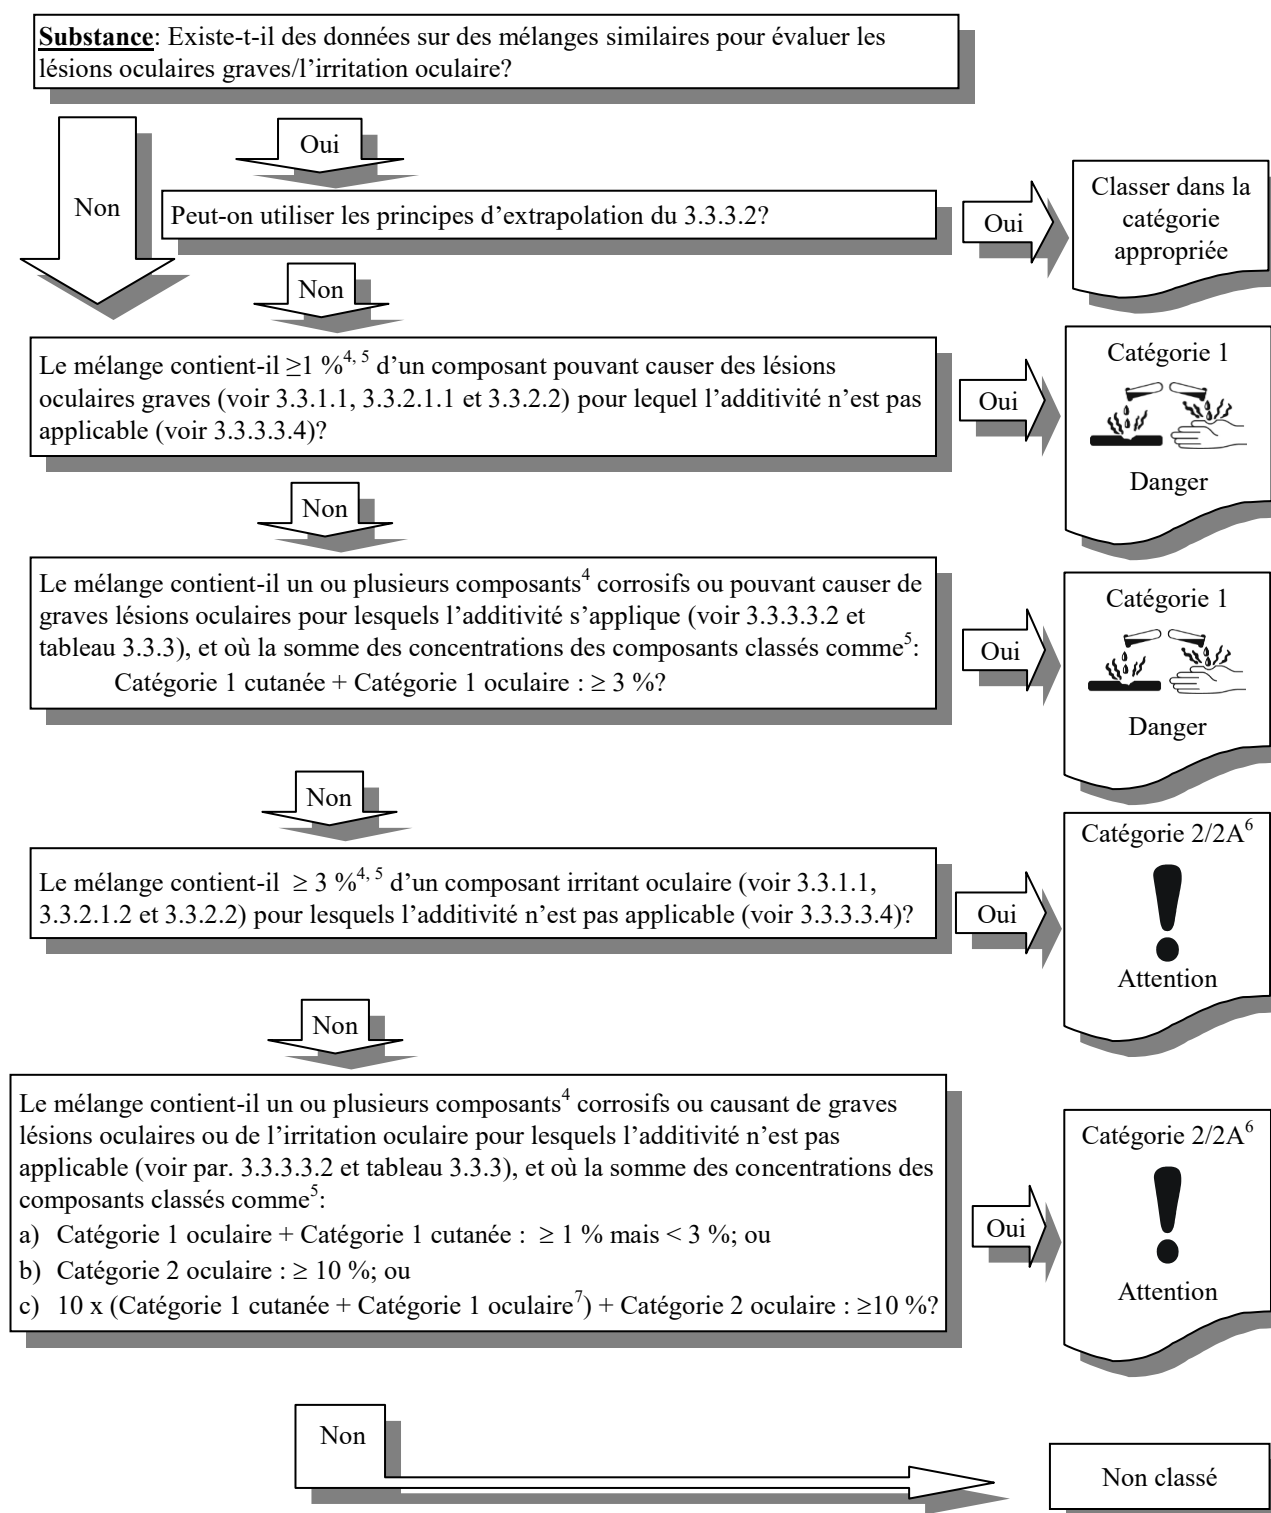 Substance: Existe-t-il des données sur des mélanges similaires pour évaluer les
lésions oculaires graves/l’irritation oculaire?
Oui
Non
Peut-on utiliser les principes d’extrapolation du 3.3.3.2?
Oui
Classer dans la
catégorie
appropriée
Non
Le mélange contient-il ≥1 %4, 5 d’un composant pouvant causer des lésions
oculaires graves (voir 3.3.1.1, 3.3.2.1.1 et 3.3.2.2) pour lequel l’additivité n’est pas
applicable (voir 3.3.3.3.4)?
Oui
Catégorie 1
Danger
Non
Le mélange contient-il un ou plusieurs composants4 corrosifs ou pouvant causer de
graves lésions oculaires pour lesquels l’additivité s’applique (voir 3.3.3.3.2 et
tableau 3.3.3), et où la somme des concentrations des composants classés comme5:
Catégorie 1 cutanée + Catégorie 1 oculaire : ≥ 3 %?
Oui
Catégorie 1
Danger
Non
Le mélange contient-il ≥ 3 %4, 5 d’un composant irritant oculaire (voir 3.3.1.1,
3.3.2.1.2 et 3.3.2.2) pour lesquels l’additivité n’est pas applicable (voir 3.3.3.3.4)?
Oui
Catégorie 2/2A6
Attention
Non
Le mélange contient-il un ou plusieurs composants4 corrosifs ou causant de graves
lésions oculaires ou de l’irritation oculaire pour lesquels l’additivité n’est pas
applicable (voir par. 3.3.3.3.2 et tableau 3.3.3), et où la somme des concentrations des
composants classés comme5:
a) Catégorie 1 oculaire + Catégorie 1 cutanée : ≥ 1 % mais < 3 %; ou
b) Catégorie 2 oculaire : ≥ 10 %; ou
c) 10 x (Catégorie 1 cutanée + Catégorie 1 oculaire7) + Catégorie 2 oculaire : ≥10 %?
Oui
Catégorie 2/2A6
Attention
Non
Non classé